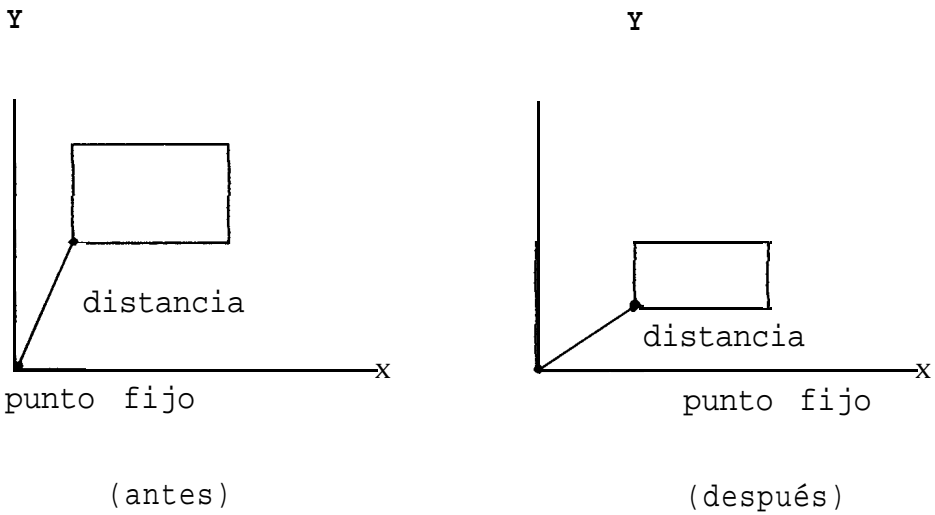 Y
distancia
X
punto fijo
(antes)
Y
distancia
X
punto fijo
(después)